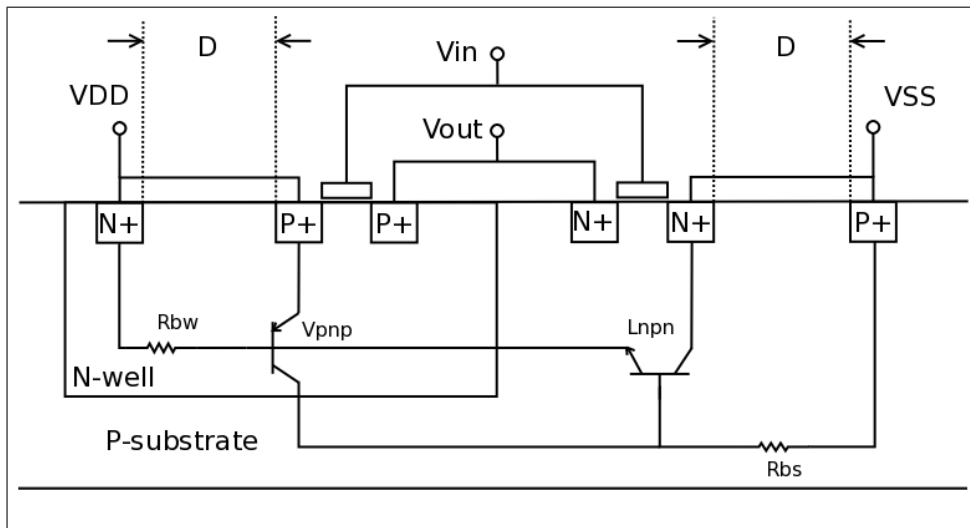 D
Vin
D
VDD
VSS
Vout
N+
P+
P+
N+
N+
P+
Rbw
Vpnp
Lnpn
N-well
P-substrate
Rbs